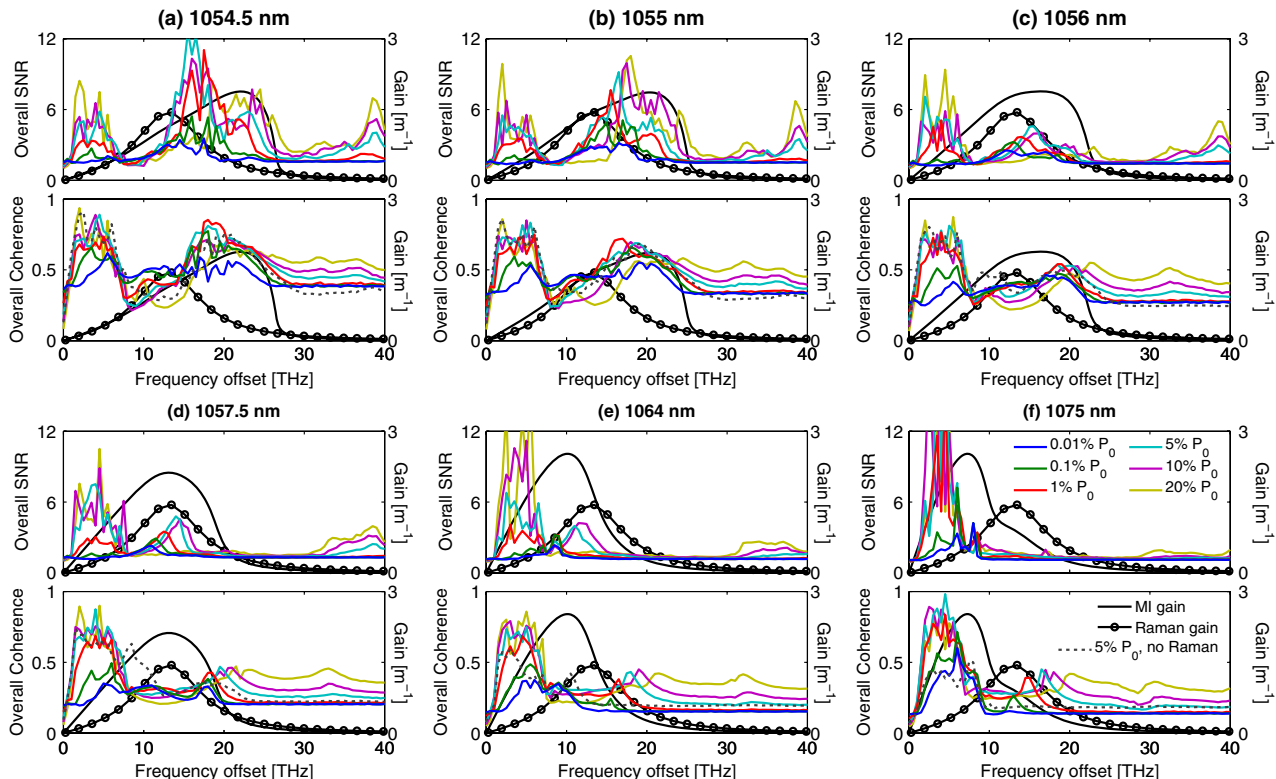 (a) 1054.5 nm
(b) 1055 nm
(c) 1056 nm
12
3
12
3
12
3
Overall SNR
6
Gain [m⁻¹]
Overall SNR
6
Gain [m⁻¹]
Overall SNR
6
Gain [m⁻¹]
0
0
0
0
0
0
1
3
1
3
1
3
Overall Coherence
0.5
Gain [m⁻¹]
Overall Coherence
0.5
Gain [m⁻¹]
Overall Coherence
0.5
Gain [m⁻¹]
0
0
0
0
0
0
0 10 20 30 40
0 10 20 30 40
0 10 20 30 40
Frequency offset [THz]
Frequency offset [THz]
Frequency offset [THz]
(d) 1057.5 nm
(e) 1064 nm
(f) 1075 nm
12
3
12
3
12
3
Overall SNR
6
Gain [m⁻¹]
Overall SNR
6
Gain [m⁻¹]
Overall SNR
6
Gain [m⁻¹]
0.01% P₀
5% P₀
0.1% P₀
10% P₀
1% P₀
20% P₀
0
0
0
0
0
0
1
3
1
3
1
3
Overall Coherence
0.5
Gain [m⁻¹]
Overall Coherence
0.5
Gain [m⁻¹]
Overall Coherence
0.5
Gain [m⁻¹]
MI gain
Raman gain
5% P₀, no Raman
0
0
0
0
0
0
0 10 20 30 40
0 10 20 30 40
0 10 20 30 40
Frequency offset [THz]
Frequency offset [THz]
Frequency offset [THz]